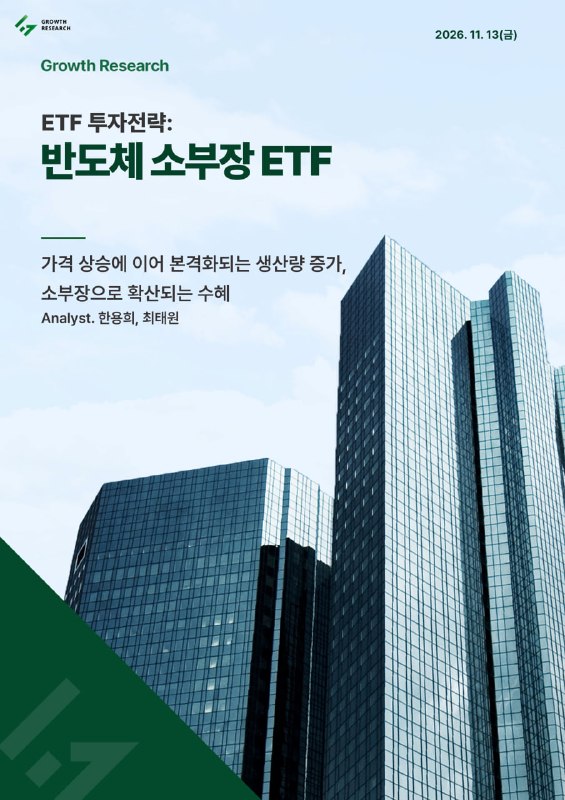 GROWTH
RESEARCH
2026. 11. 13(금)
Growth Research
ETF 투자전략:
반도체 소부장 ETF
가격 상승에 이어 본격화되는 생산량 증가,
소부장으로 확산되는 수혜
Analyst. 한용희, 최태원